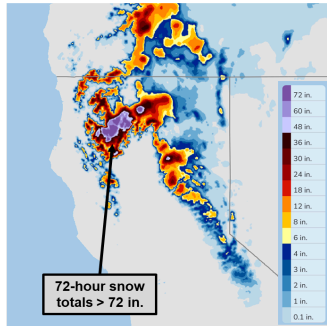 72 in.
60 in.
48 in.
36 in.
30 in.
24 in.
18 in.
12 in.
8 in.
6 in.
4 in.
3 in.
2 in.
1 in.
0.1 in.
72-hour snow
totals > 72 in.